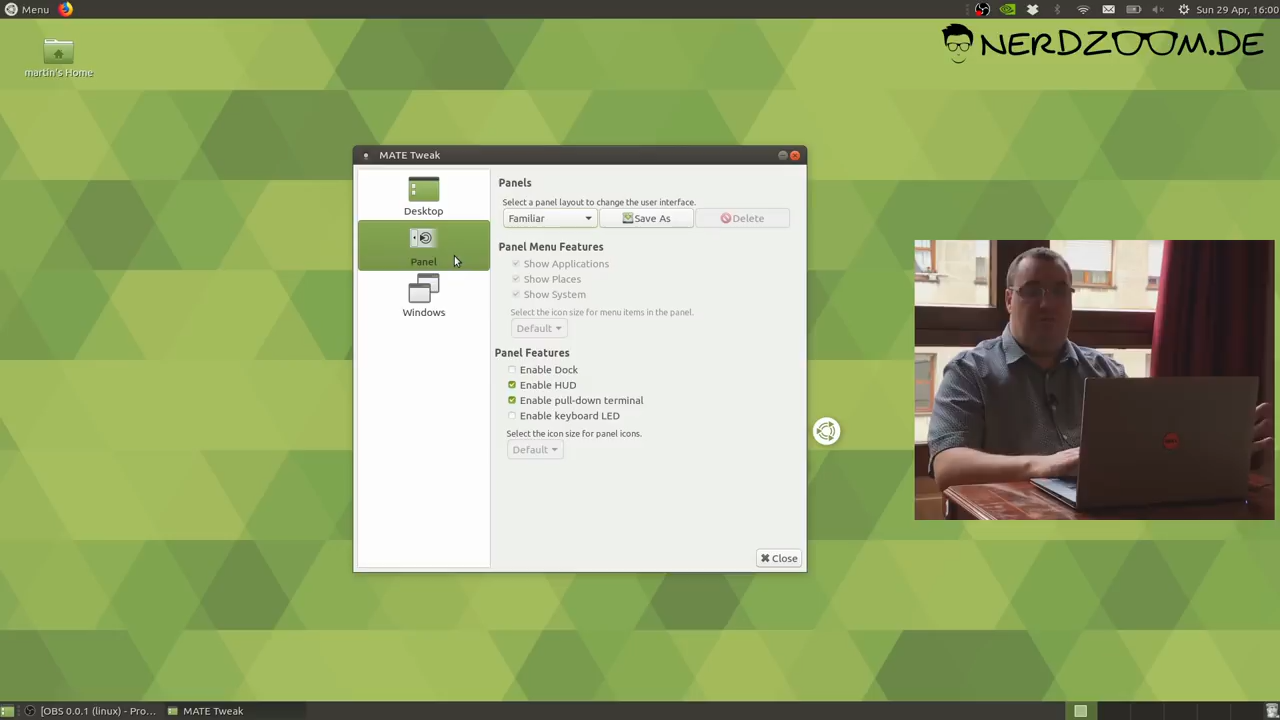 Menu
Sun 29 Apr, 16:00
NERDZOOM.DE
martin's Home
MATE Tweak
Desktop
Panel
Windows
Panels
Select a panel layout to change the user interface.
Familiar
Save As
Delete
Panel Menu Features
Show Applications
Show Places
Show System
Select the icon size for menu items in the panel.
Default
Panel Features
Enable Dock
Enable HUD
Enable pull-down terminal
Enable keyboard LED
Select the icon size for panel icons.
Default
Close
[OBS 0.0.1 (linux) - Pro...
MATE Tweak